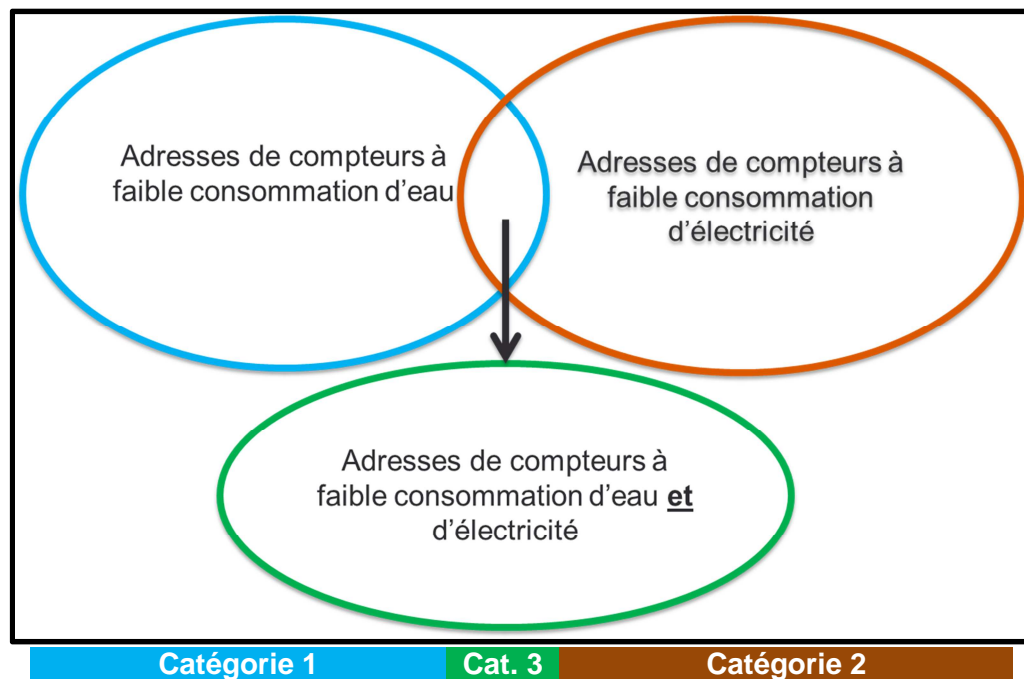 Adresses de compteurs à
faible consommation d’eau
Adresses de compteurs à
faible consommation
d’électricité
Adresses de compteurs à
faible consommation d’eau et
d’électricité
Catégorie 1
Cat. 3
Catégorie 2